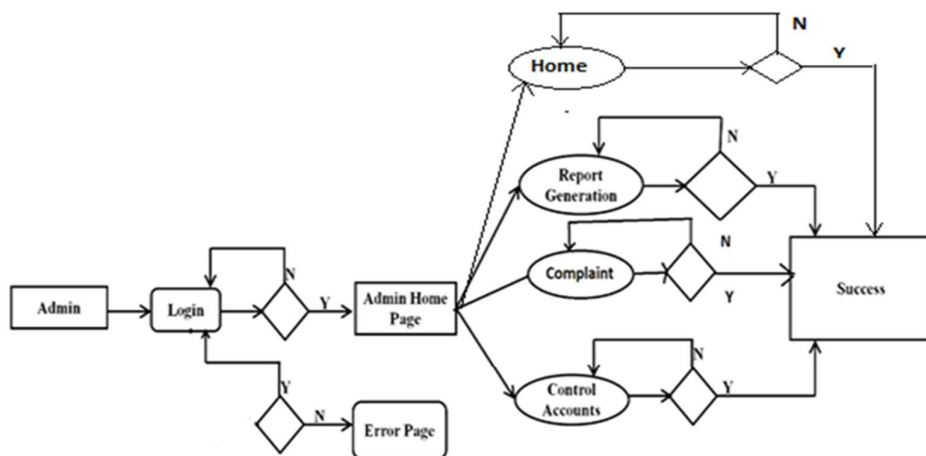 N
Home
Y
N
Report
Generation
Y
N
Complaint
Y
Success
Admin
Login
N
Y
Admin Home
Page
N
Control
Accounts
Y
Y
N
Error Page